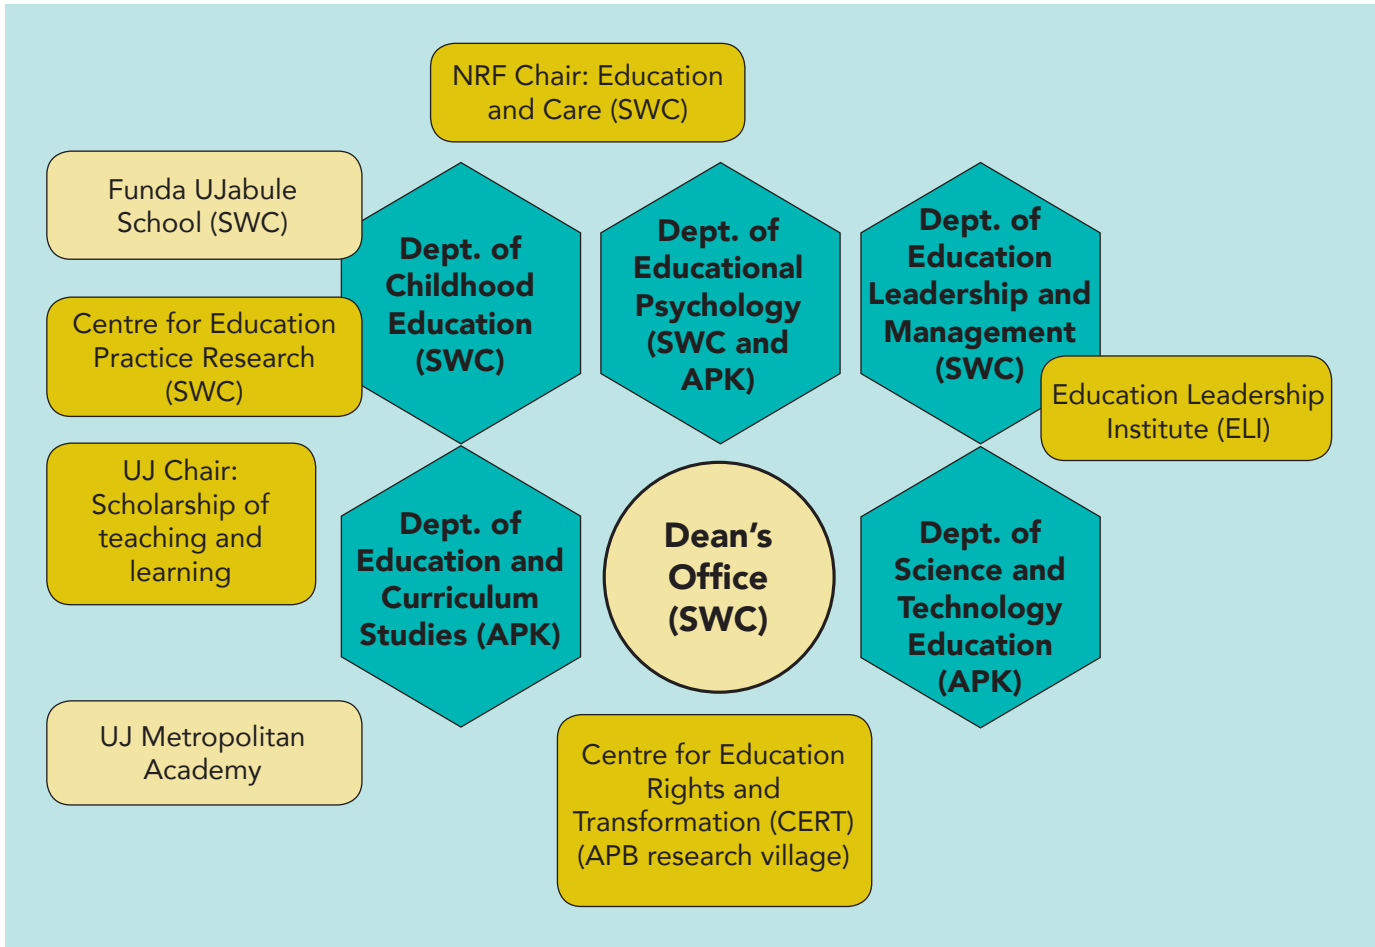 NRF Chair: Education
and Care (SWC)
Funda UJabule
School (SWC)
Dept. of
Childhood
Education
(SWC)
Dept. of
Educational
Psychology
(SWC and
APK)
Dept. of
Education
Leadership and
Management
(SWC)
Centre for Education
Practice Research
(SWC)
Education Leadership
Institute (ELI)
UJ Chair:
Scholarship of
teaching and
learning
Dept. of
Education and
Curriculum
Studies (APK)
Dean’s
Office
(SWC)
Dept. of
Science and
Technology
Education
(APK)
UJ Metropolitan
Academy
Centre for Education
Rights and
Transformation (CERT)
(APB research village)